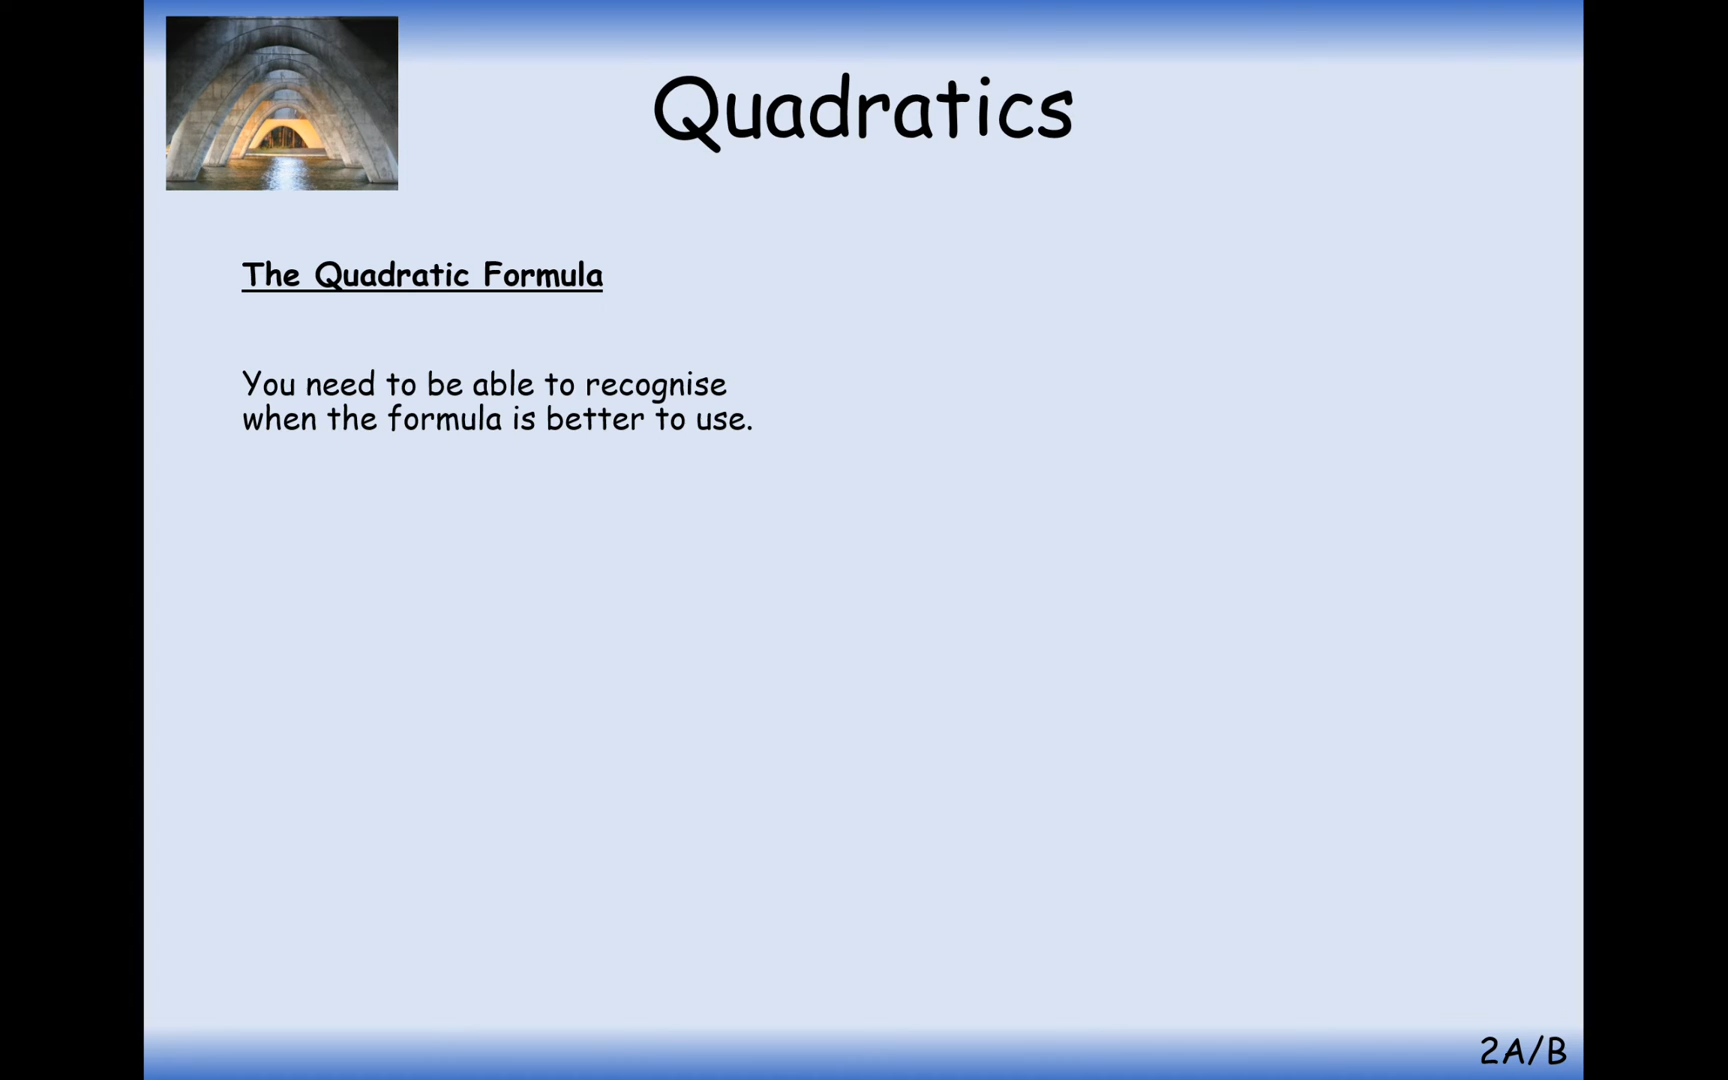 Quadratics
The Quadratic Formula
You need to be able to recognise
when the formula is better to use.
2A/B